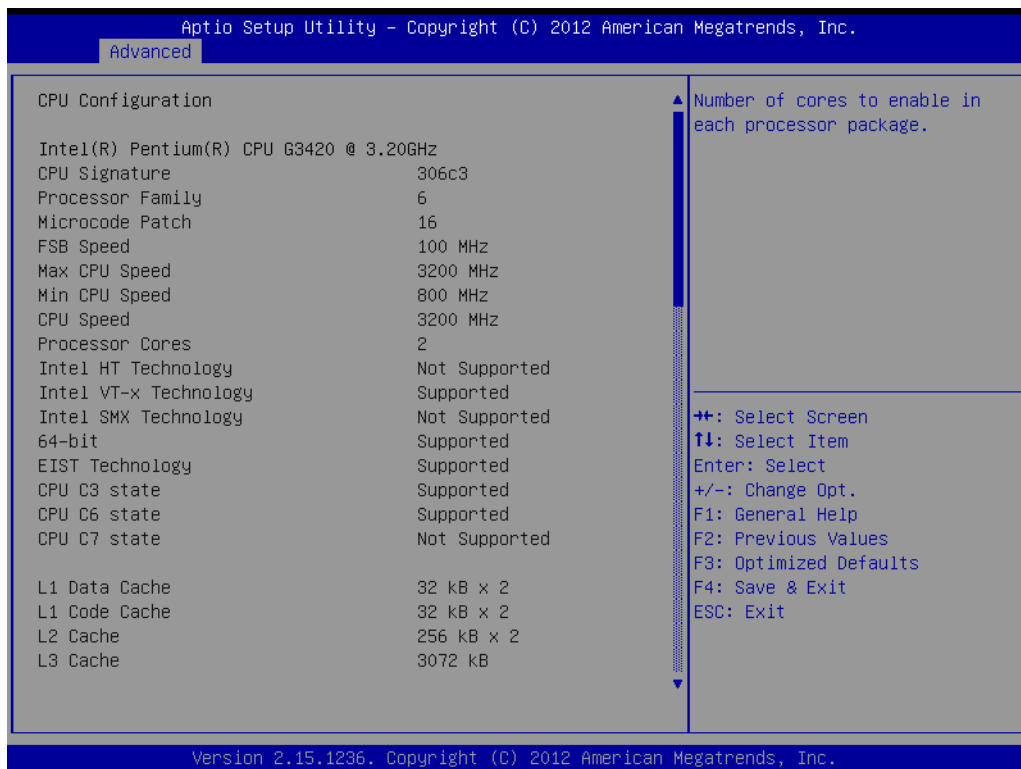 Aptio Setup Utility – Copyright (C) 2012 American Megatrends, Inc.
Advanced
CPU Configuration
Intel(R) Pentium(R) CPU G3420 @ 3.20GHz
CPU Signature 306c3
Processor Family 6
Microcode Patch 16
FSB Speed 100 MHz
Max CPU Speed 3200 MHz
Min CPU Speed 800 MHz
CPU Speed 3200 MHz
Processor Cores 2
Intel HT Technology Not Supported
Intel VT-x Technology Supported
Intel SMX Technology Not Supported
64-bit Supported
EIST Technology Supported
CPU C3 state Supported
CPU C6 state Supported
CPU C7 state Not Supported
L1 Data Cache 32 kB x 2
L1 Code Cache 32 kB x 2
L2 Cache 256 kB x 2
L3 Cache 3072 kB
Number of cores to enable in
each processor package.
→←: Select Screen
↑↓: Select Item
Enter: Select
+/-: Change Opt.
F1: General Help
F2: Previous Values
F3: Optimized Defaults
F4: Save & Exit
ESC: Exit
Version 2.15.1236. Copyright (C) 2012 American Megatrends, Inc.